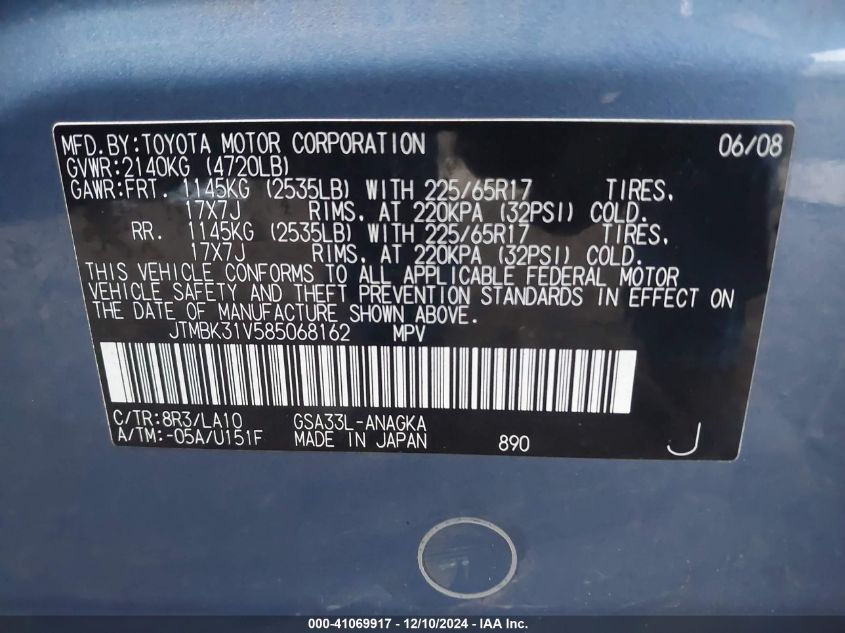 MFD.BY:TOYOTA MOTOR CORPORATION 06/08
GVWR:2140KG (4720LB)
GAWR:FRT. 1145KG (2535LB) WITH 225/65R17 TIRES,
17X7J RIMS, AT 220KPA (32PSI) COLD.
RR. 1145KG (2535LB) WITH 225/65R17 TIRES,
17X7J RIMS, AT 220KPA (32PSI) COLD.
THIS VEHICLE CONFORMS TO ALL APPLICABLE FEDERAL MOTOR
VEHICLE SAFETY AND THEFT PREVENTION STANDARDS IN EFFECT ON
THE DATE OF MANUFACTURE SHOWN ABOVE.
JTMBK31V585068162 MPV
C/TR:8R3/LA10 GSA33L-ANAGKA
A/TM:-05A/U151F MADE IN JAPAN 890 J
000-41069917 - 12/10/2024 - IAAI Inc.